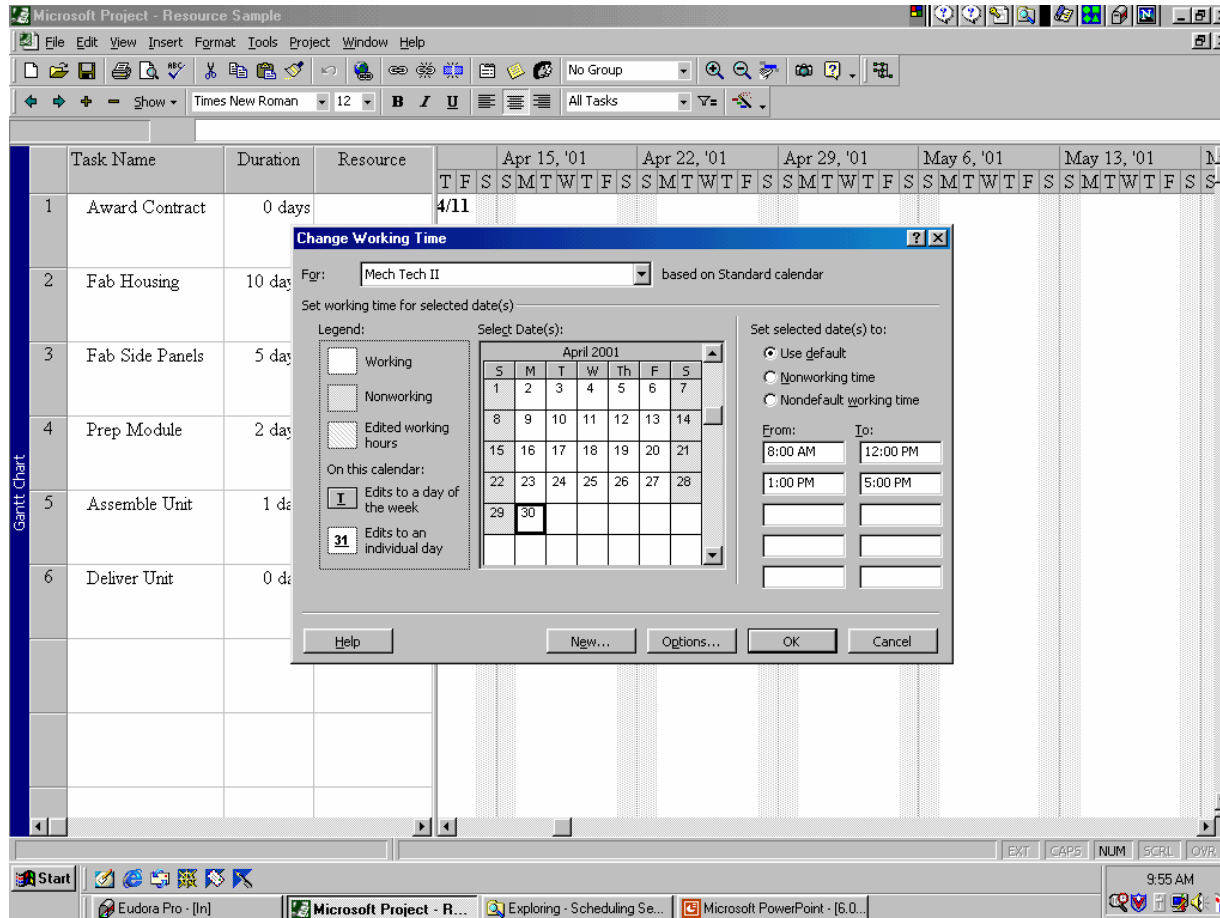 Microsoft Project - Resource Sample
File Edit View Insert Format Tools Project Window Help
No Group
Show Times New Roman 12 B I U All Tasks
Task Name Duration Resource Apr 15, '01 Apr 22, '01 Apr 29, '01 May 6, '01 May 13, '01
T F S S M T W T F S S M T W T F S S M T W T F S S M T W T F S S M T W T F S S
1 Award Contract 0 days 4/11
2 Fab Housing 10 day
3 Fab Side Panels 5 day
4 Prep Module 2 day
5 Assemble Unit 1 da
6 Deliver Unit 0 da
Gantt Chart
Change Working Time
For: Mech Tech II based on Standard calendar
Set working time for selected date(s)
Legend:
Working
Nonworking
Edited working
hours
On this calendar:
I Edits to a day of
the week
31 Edits to an
individual day
Select Date(s):
April 2001
S M T W Th F S
1 2 3 4 5 6 7
8 9 10 11 12 13 14
15 16 17 18 19 20 21
22 23 24 25 26 27 28
29 30
Set selected date(s) to:
Use default
Nonworking time
Nondefault working time
From: To:
8:00 AM 12:00 PM
1:00 PM 5:00 PM
Help New... Options... OK Cancel
EXT CAPS NUM SCRL OVR
Start 9:55 AM
Eudora Pro - [In] Microsoft Project - R... Exploring - Scheduling Se... Microsoft PowerPoint - [6.0...